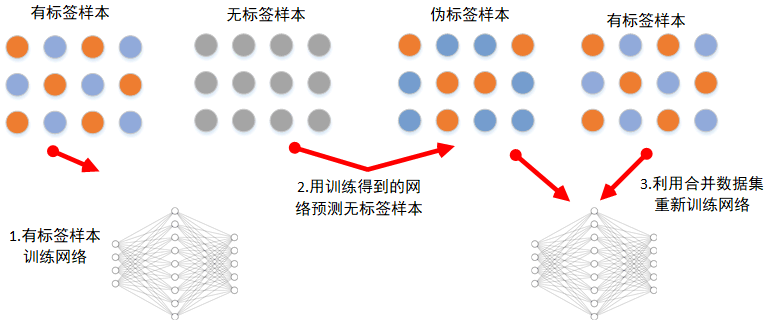 有标签样本
无标签样本
伪标签样本
有标签样本
1.有标签样本
训练网络
2.用训练得到的网
络预测无标签样本
3.利用合并数据集
重新训练网络